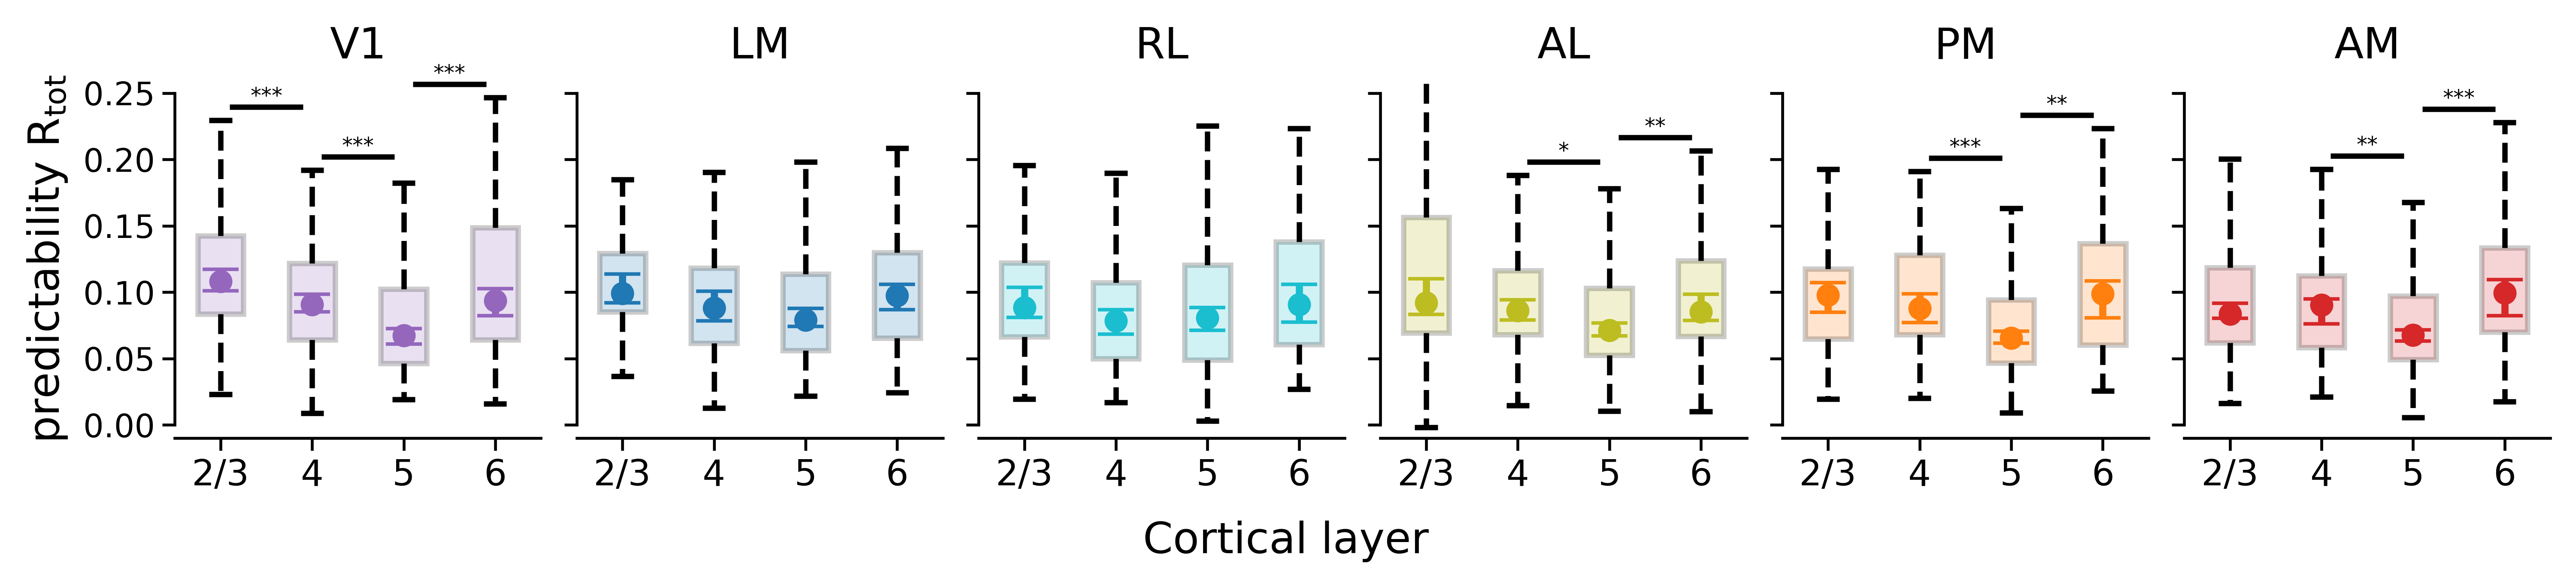 V1 LM RL AL PM AM
predictability R_tot
0.25
0.20
0.15
0.10
0.05
0.00
*** *** ***
* **
*** **
** ***
2/3 4 5 6 2/3 4 5 6 2/3 4 5 6 2/3 4 5 6 2/3 4 5 6 2/3 4 5 6
Cortical layer